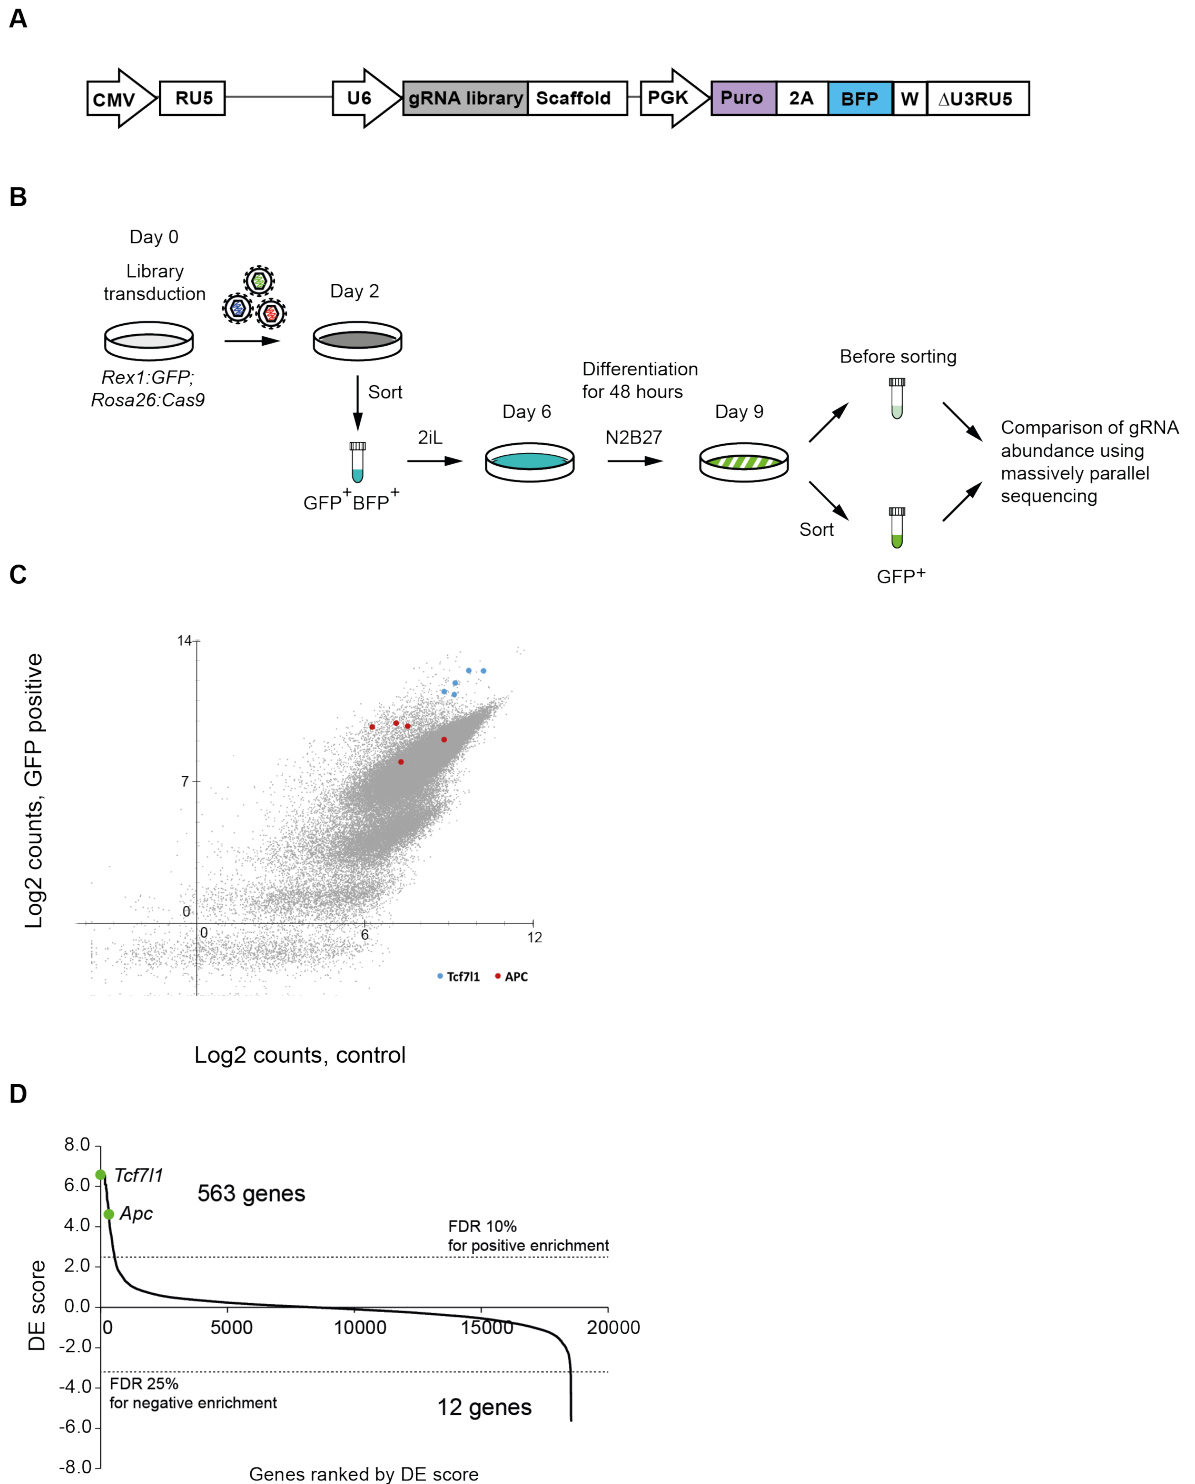 A
CMV
RU5
U6
gRNA library
Scaffold
PGK
Puro
2A
BFP
W
ΔU3RU5
B
Day 0
Library
transduction
Rex1:GFP;
Rosa26:Cas9
Day 2
Sort
GFP+BFP+
2iL
Day 6
Differentiation
for 48 hours
N2B27
Day 9
Before sorting
Sort
GFP+
Comparison of gRNA
abundance using
massively parallel
sequencing
C
Log2 counts, GFP positive
14
7
0
0
6
12
Tcf7l1
APC
Log2 counts, control
D
DE score
8.0
6.0
4.0
2.0
0.0
-2.0
-4.0
-6.0
-8.0
Tcf7l1
Apc
563 genes
FDR 10%
for positive enrichment
0
5000
10000
15000
20000
FDR 25%
for negative enrichment
12 genes
Genes ranked by DE score